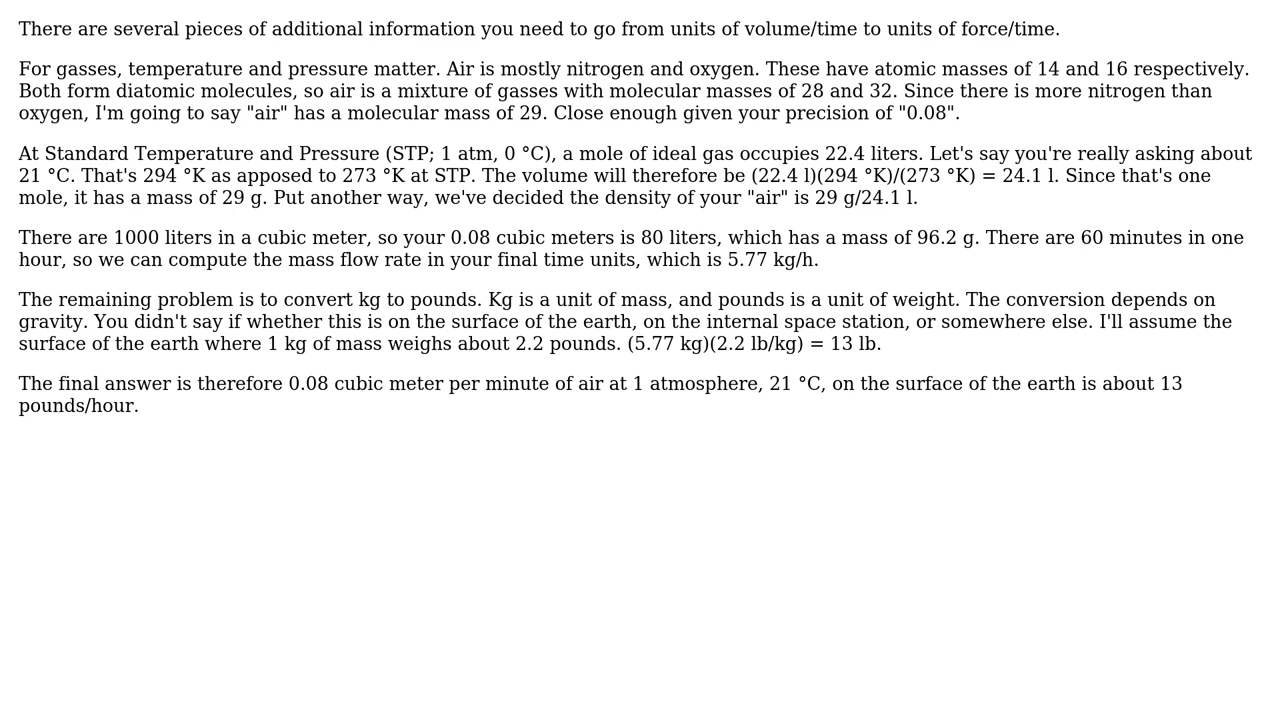 There are several pieces of additional information you need to go from units of volume/time to units of force/time.
For gasses, temperature and pressure matter. Air is mostly nitrogen and oxygen. These have atomic masses of 14 and 16 respectively.
Both form diatomic molecules, so air is a mixture of gasses with molecular masses of 28 and 32. Since there is more nitrogen than
oxygen, I'm going to say "air" has a molecular mass of 29. Close enough given your precision of "0.08".
At Standard Temperature and Pressure (STP; 1 atm, 0 °C), a mole of ideal gas occupies 22.4 liters. Let's say you're really asking about
21 °C. That's 294 °K as apposed to 273 °K at STP. The volume will therefore be (22.4 l)(294 °K)/(273 °K) = 24.1 l. Since that's one
mole, it has a mass of 29 g. Put another way, we've decided the density of your "air" is 29 g/24.1 l.
There are 1000 liters in a cubic meter, so your 0.08 cubic meters is 80 liters, which has a mass of 96.2 g. There are 60 minutes in one
hour, so we can compute the mass flow rate in your final time units, which is 5.77 kg/h.
The remaining problem is to convert kg to pounds. Kg is a unit of mass, and pounds is a unit of weight. The conversion depends on
gravity. You didn't say if whether this is on the surface of the earth, on the internal space station, or somewhere else. I'll assume the
surface of the earth where 1 kg of mass weighs about 2.2 pounds. (5.77 kg)(2.2 lb/kg) = 13 lb.
The final answer is therefore 0.08 cubic meter per minute of air at 1 atmosphere, 21 °C, on the surface of the earth is about 13
pounds/hour.